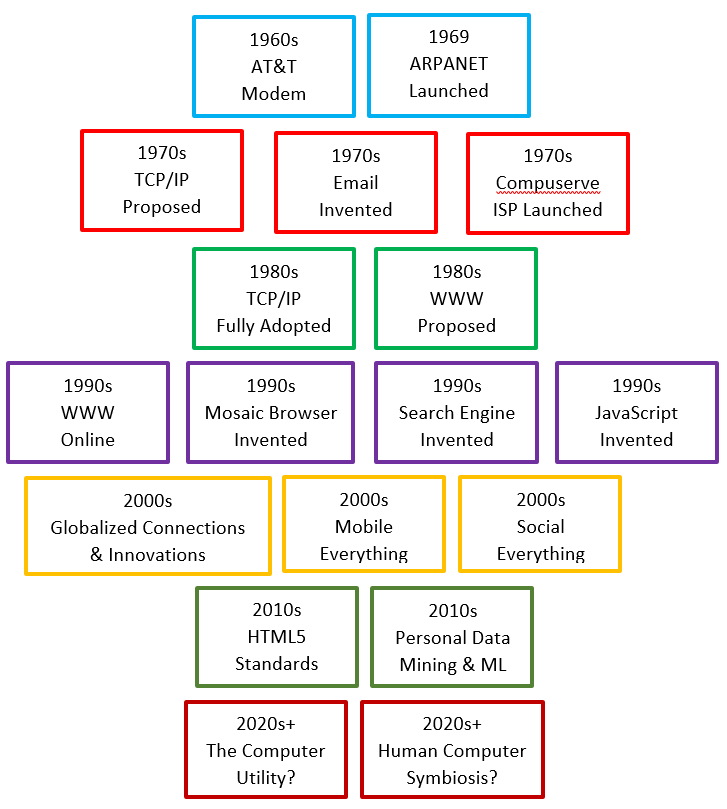 1960s
AT&T
Modem
1969
ARPANET
Launched
1970s
TCP/IP
Proposed
1970s
Email
Invented
1970s
Compuserve
ISP Launched
1980s
TCP/IP
Fully Adopted
1980s
WWW
Proposed
1990s
WWW
Online
1990s
Mosaic Browser
Invented
1990s
Search Engine
Invented
1990s
JavaScript
Invented
2000s
Globalized Connections
& Innovations
2000s
Mobile
Everything
2000s
Social
Everything
2010s
HTML5
Standards
2010s
Personal Data
Mining & ML
2020s+
The Computer
Utility?
2020s+
Human Computer
Symbiosis?